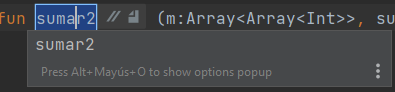 fun sumar2 (m:Array<Array<Int>>, su
sumar2
Press Alt+Mayús+O to show options popup